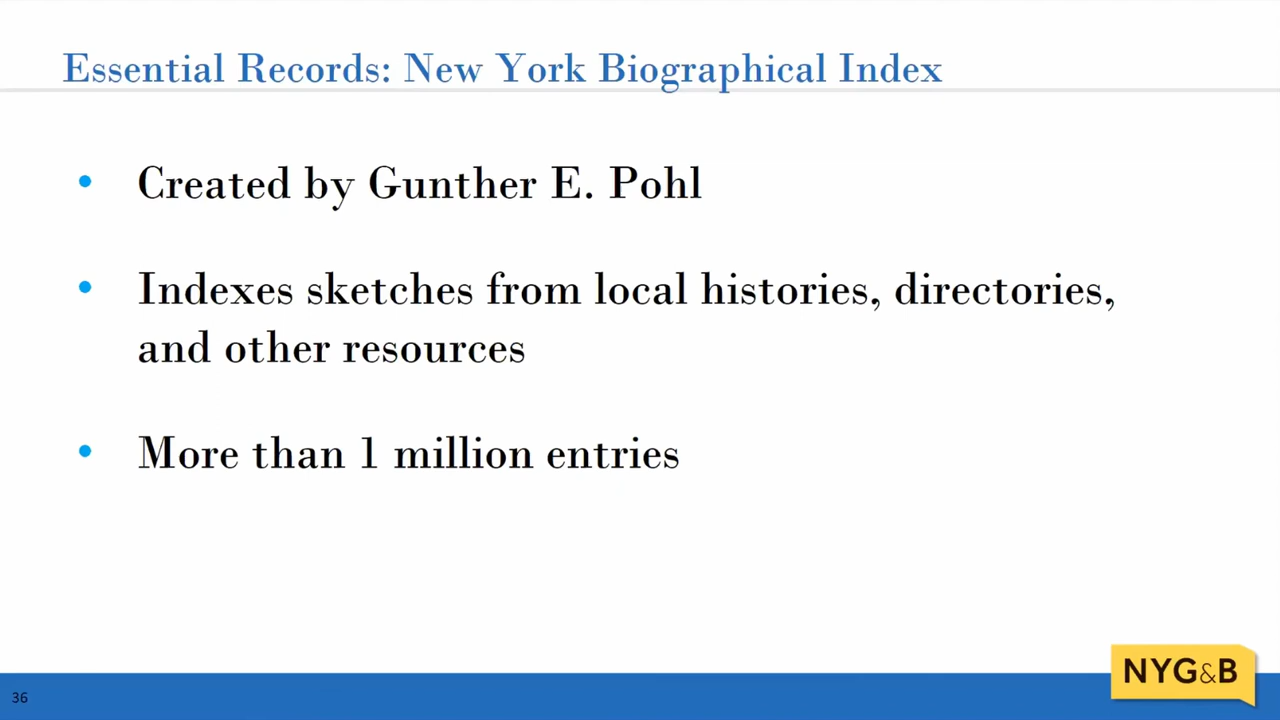 Essential Records: New York Biographical Index
• Created by Gunther E. Pohl
• Indexes sketches from local histories, directories,
and other resources
• More than 1 million entries
NYG&B
36